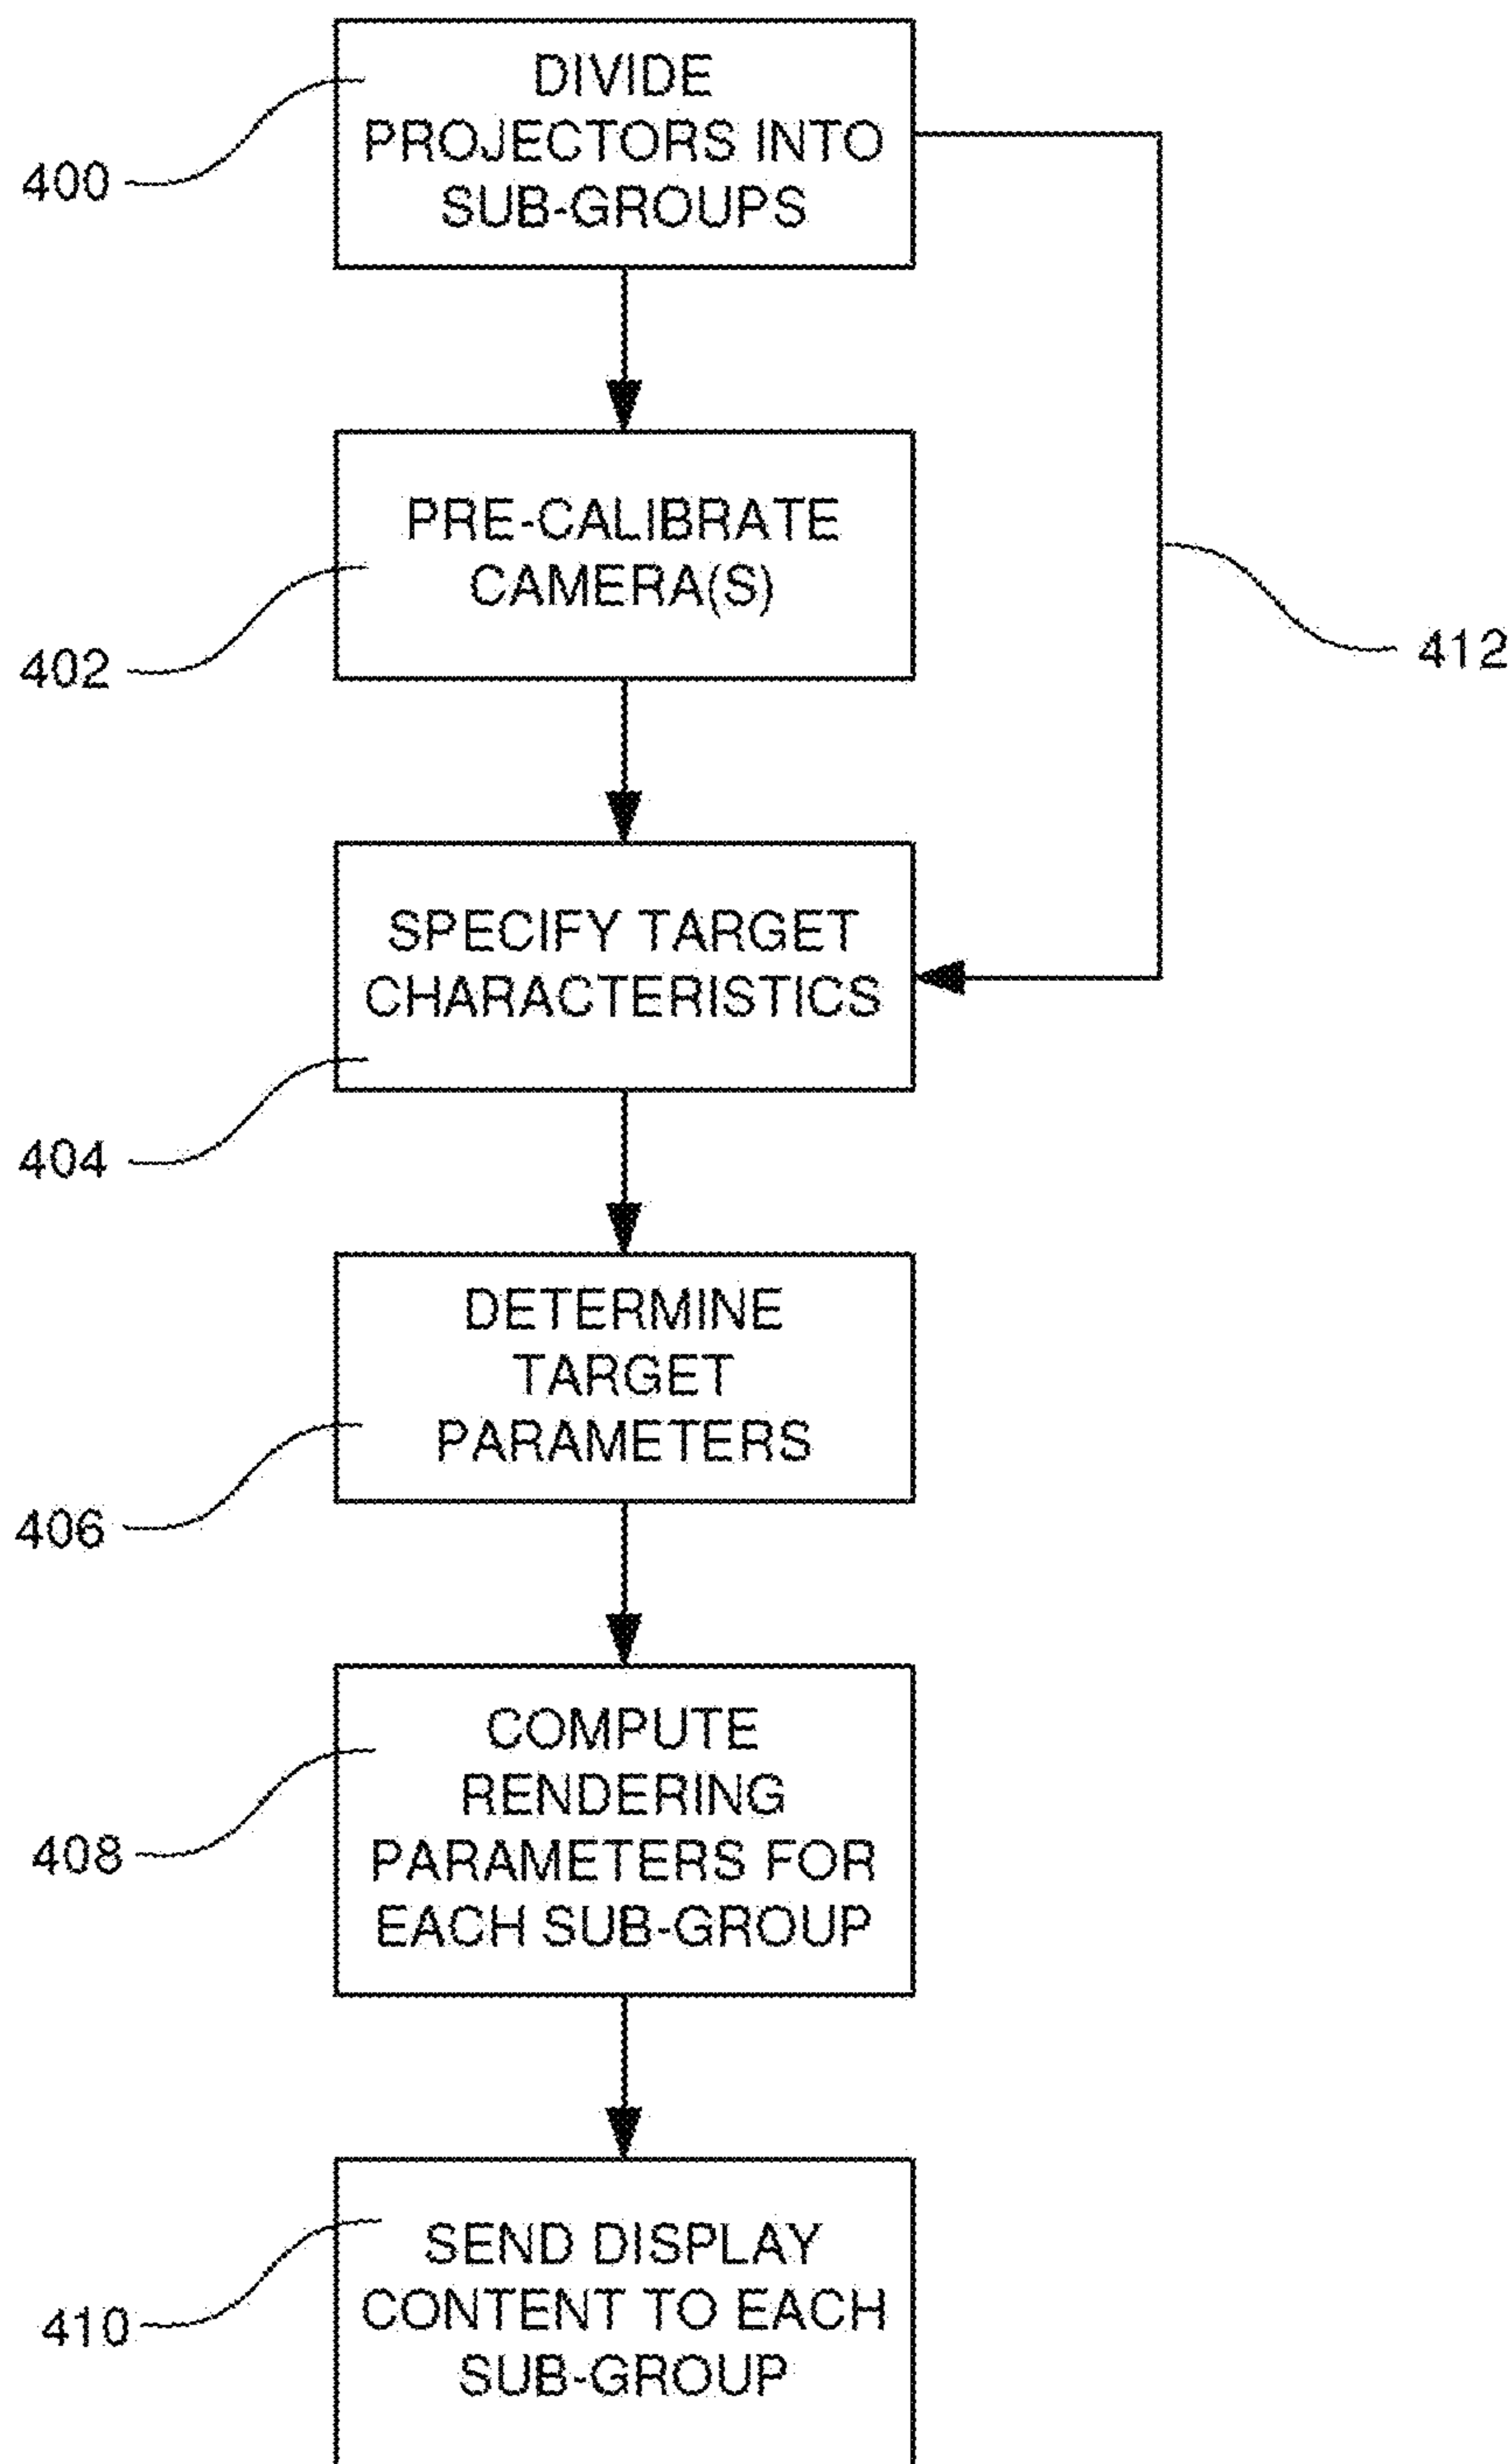 DIVIDE
PROJECTORS INTO
SUB-GROUPS
400
PRE-CALIBRATE
CAMERA(S)
402
412
SPECIFY TARGET
CHARACTERISTICS
404
DETERMINE
TARGET
PARAMETERS
406
COMPUTE
RENDERING
PARAMETERS FOR
EACH SUB-GROUP
408
SEND DISPLAY
CONTENT TO EACH
SUB-GROUP
410